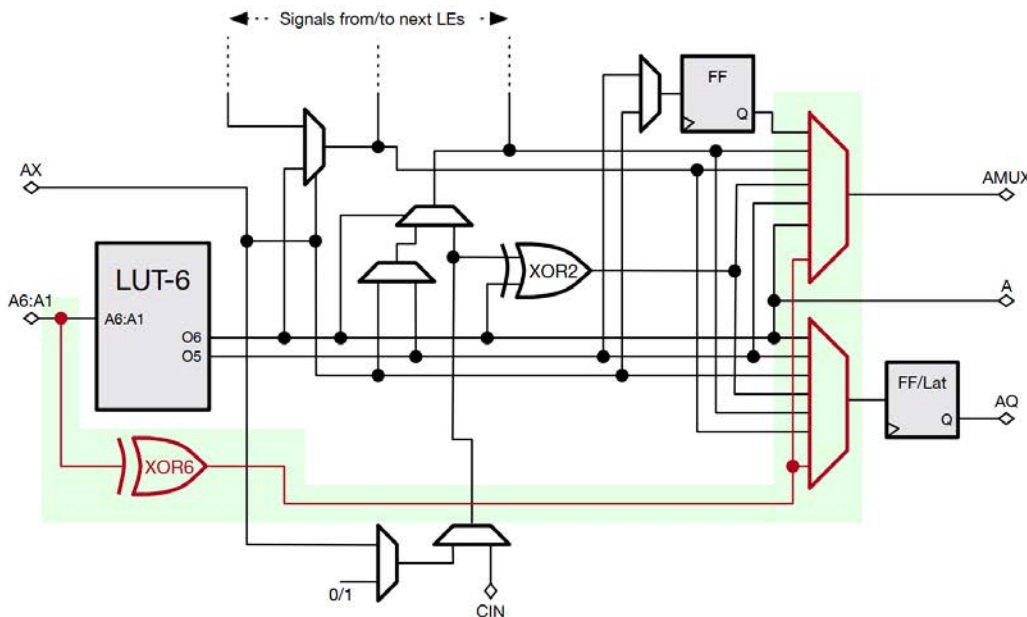 Signals from/to next LEs
FF
Q
AX
AMUX
LUT-6
XOR2
A6:A1
A6:A1
A
O6
O5
FF/Lat
AQ
Q
XOR6
0/1
CIN